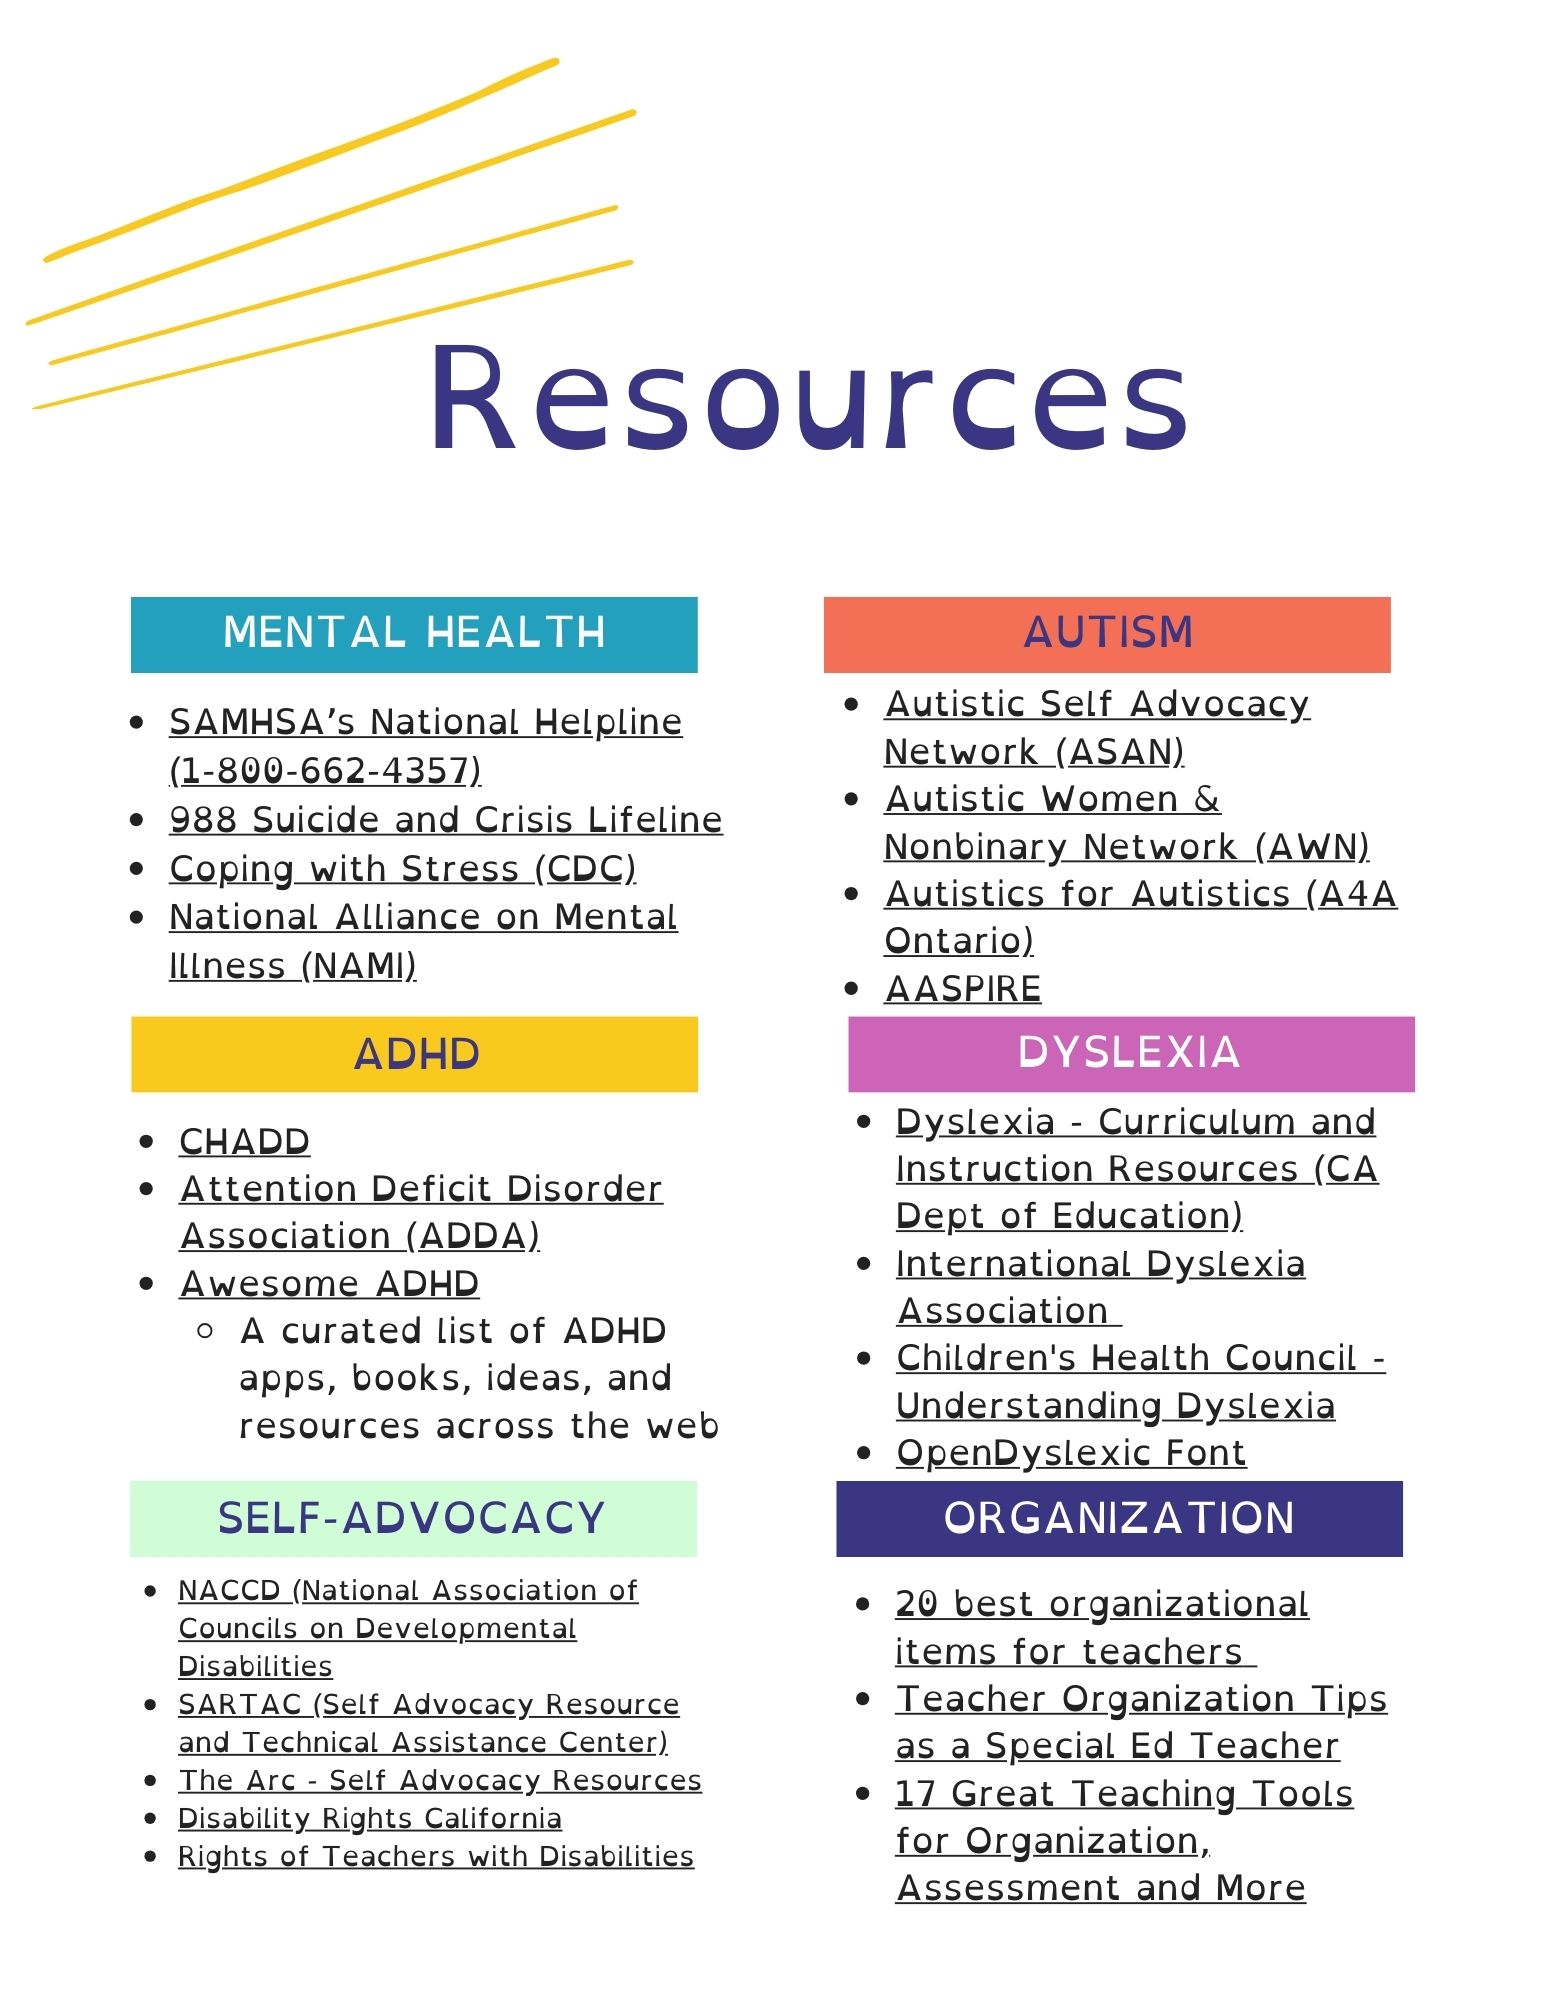 Resources
MENTAL HEALTH
• SAMHSA’s National Helpline
(1-800-662-4357)
• 988 Suicide and Crisis Lifeline
• Coping with Stress (CDC)
• National Alliance on Mental
Illness (NAMI)
AUTISM
• Autistic Self Advocacy
Network (ASAN)
• Autistic Women &
Nonbinary Network (AWN)
• Autistics for Autistics (A4A
Ontario)
• AASPIRE
ADHD
• CHADD
• Attention Deficit Disorder
Association (ADDA)
• Awesome ADHD
◦ A curated list of ADHD
apps, books, ideas, and
resources across the web
DYSLEXIA
• Dyslexia - Curriculum and
Instruction Resources (CA
Dept of Education)
• International Dyslexia
Association
• Children's Health Council -
Understanding Dyslexia
• OpenDyslexic Font
SELF-ADVOCACY
• NACCD (National Association of
Councils on Developmental
Disabilities
• SARTAC (Self Advocacy Resource
and Technical Assistance Center)
• The Arc - Self Advocacy Resources
• Disability Rights California
• Rights of Teachers with Disabilities
ORGANIZATION
• 20 best organizational
items for teachers
• Teacher Organization Tips
as a Special Ed Teacher
• 17 Great Teaching Tools
for Organization,
Assessment and More